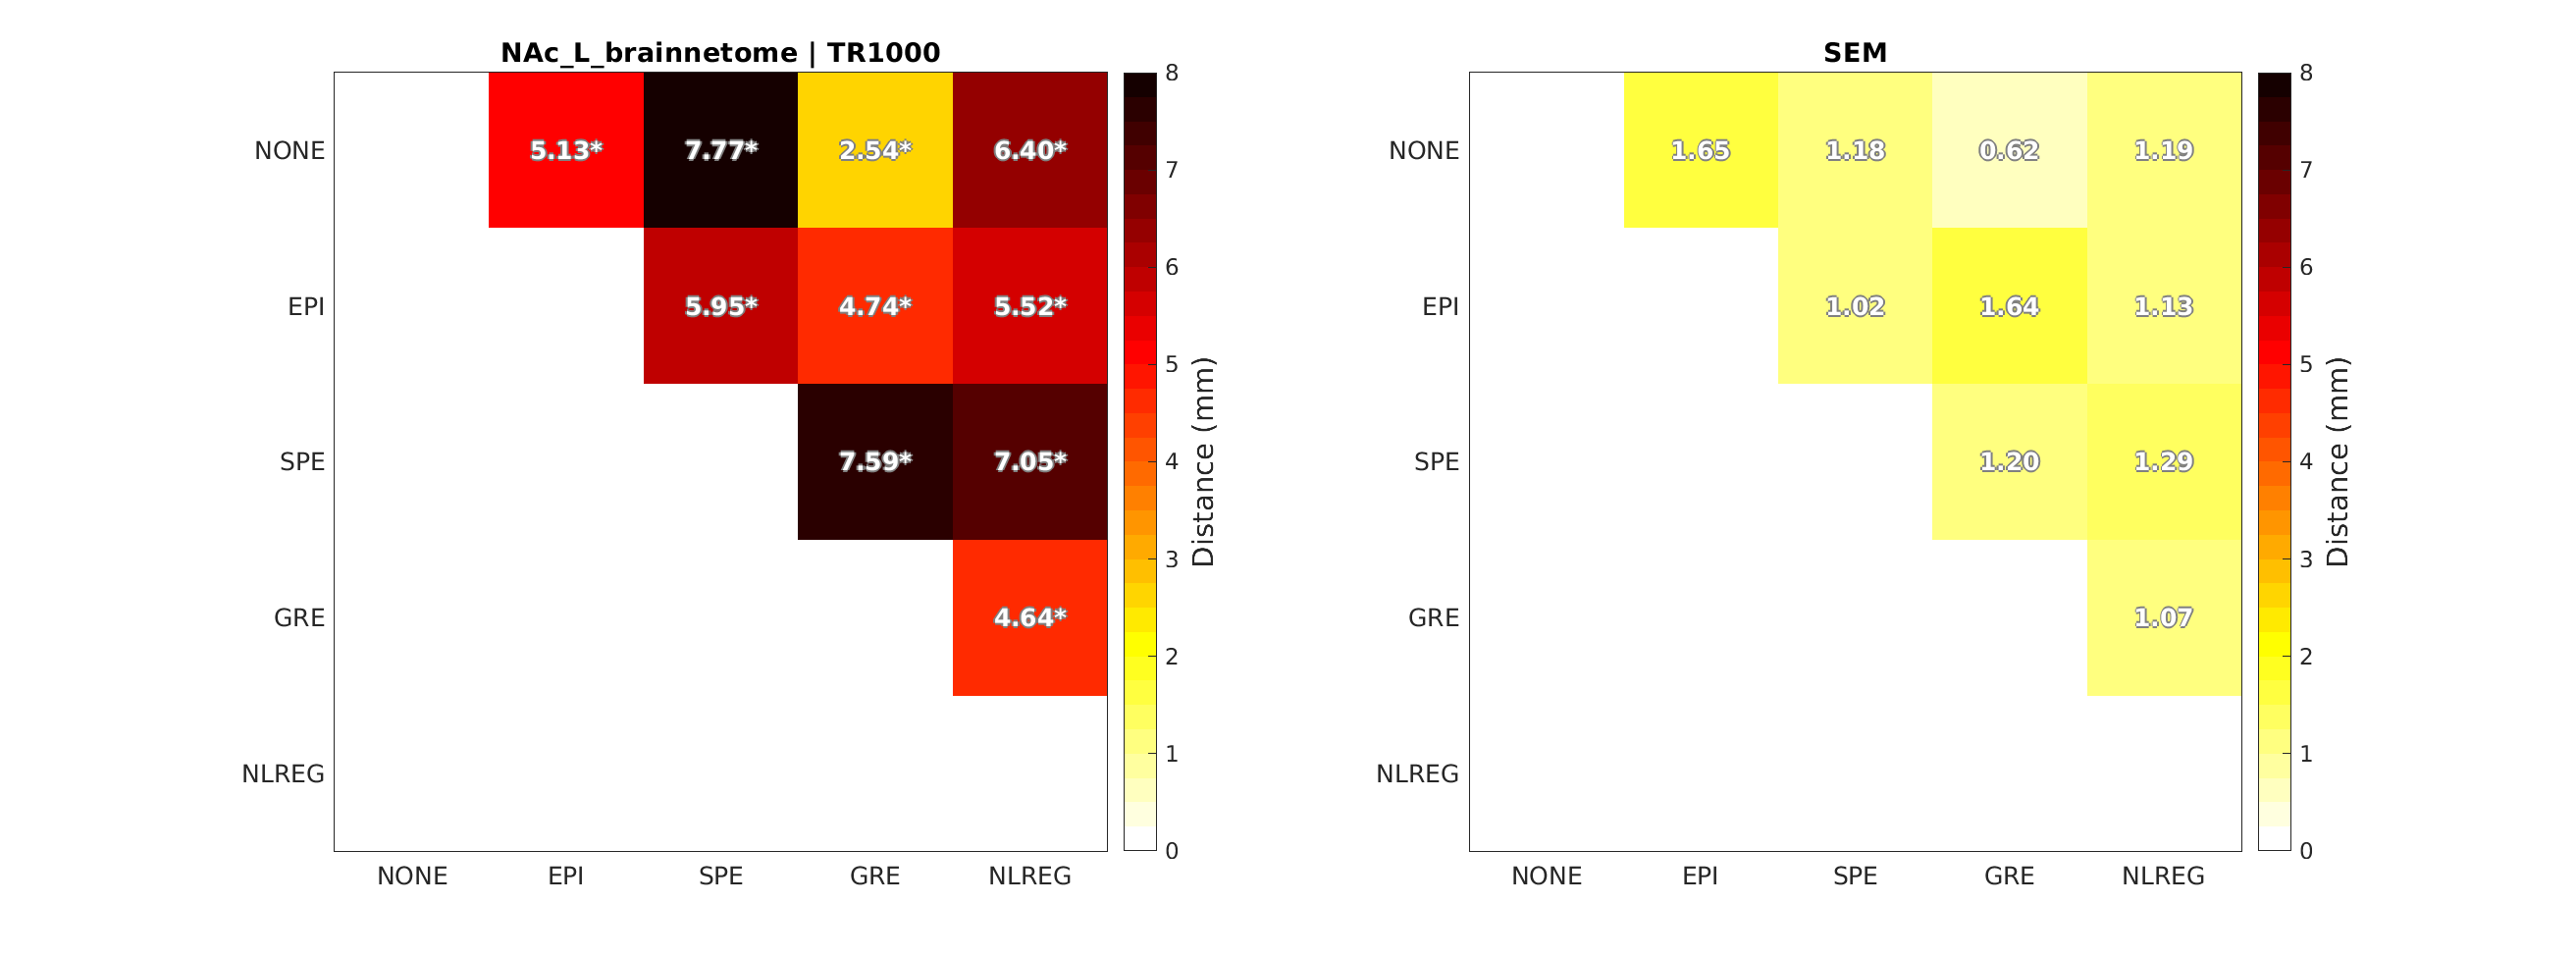 NAc_L_brainnetome | TR1000
NONE
5.13*
7.77*
2.54*
6.40*
EPI
5.95*
4.74*
5.52*
SPE
7.59*
7.05*
GRE
4.64*
NLREG
NONE EPI SPE GRE NLREG
8
7
6
5
4
3
2
1
0
Distance (mm)
SEM
NONE
1.65
1.18
0.62
1.19
EPI
1.02
1.64
1.13
SPE
1.20
1.29
GRE
1.07
NLREG
NONE EPI SPE GRE NLREG
8
7
6
5
4
3
2
1
0
Distance (mm)